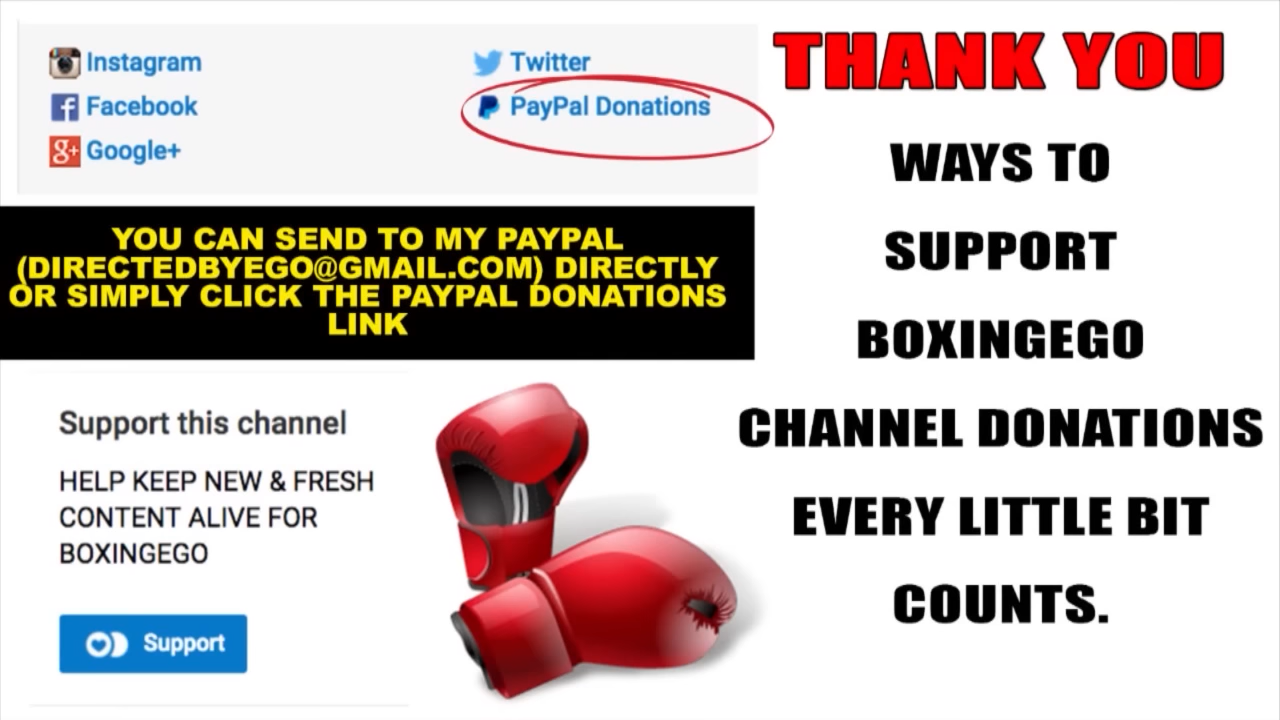 Instagram
Twitter
Facebook
PayPal Donations
Google+
YOU CAN SEND TO MY PAYPAL
(DIRECTEDBYEGO@GMAIL.COM) DIRECTLY
OR SIMPLY CLICK THE PAYPAL DONATIONS
LINK
Support this channel
HELP KEEP NEW & FRESH
CONTENT ALIVE FOR
BOXINGEGO
Support
THANK YOU
WAYS TO
SUPPORT
BOXINGEGO
CHANNEL DONATIONS
EVERY LITTLE BIT
COUNTS.